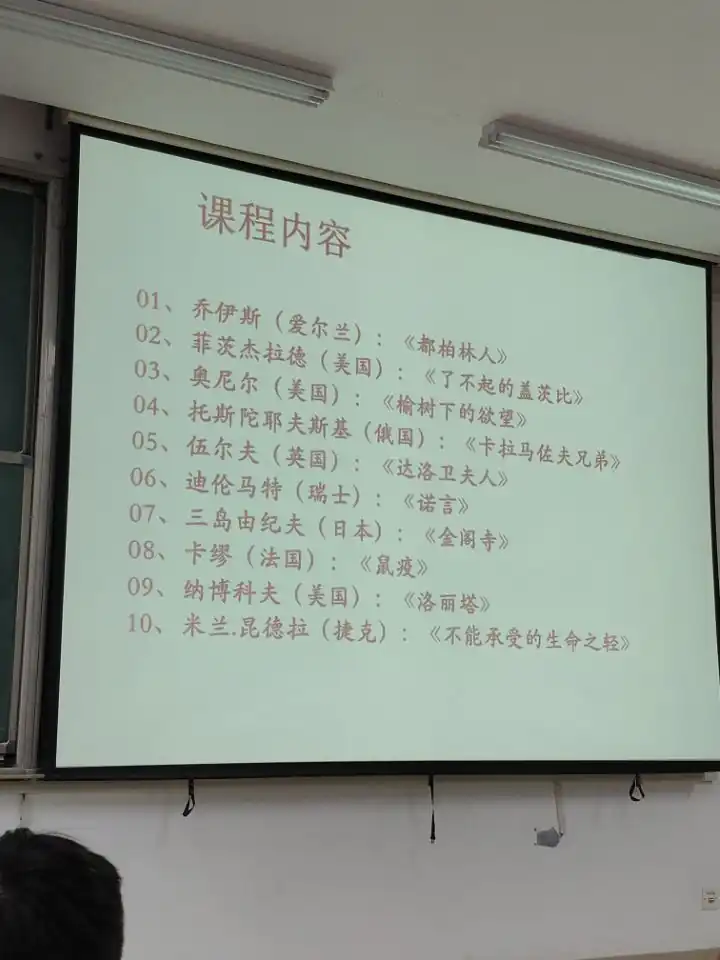 课程内容
01、乔伊斯（爱尔兰）：《都柏林人》
02、菲茨杰拉德（美国）：《了不起的盖茨比》
03、奥尼尔（美国）：《榆树下的欲望》
04、托斯陀耶夫斯基（俄国）：《卡拉马佐夫兄弟》
05、伍尔夫（英国）：《达洛卫夫人》
06、迪伦马特（瑞士）：《诺言》
07、三岛由纪夫（日本）：《金阁寺》
08、卡缪（法国）：《鼠疫》
09、纳博科夫（美国）：《洛丽塔》
10、米兰.昆德拉（捷克）：《不能承受的生命之轻》